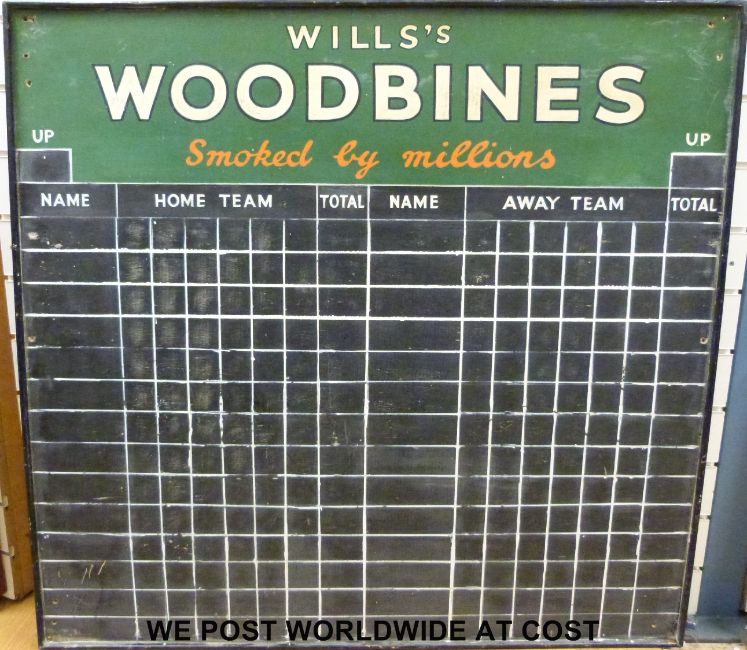 WILLS'S
WOODBINES
Smoked by millions
UP UP
NAME HOME TEAM TOTAL NAME AWAY TEAM TOTAL
WE POST WORLDWIDE AT COST